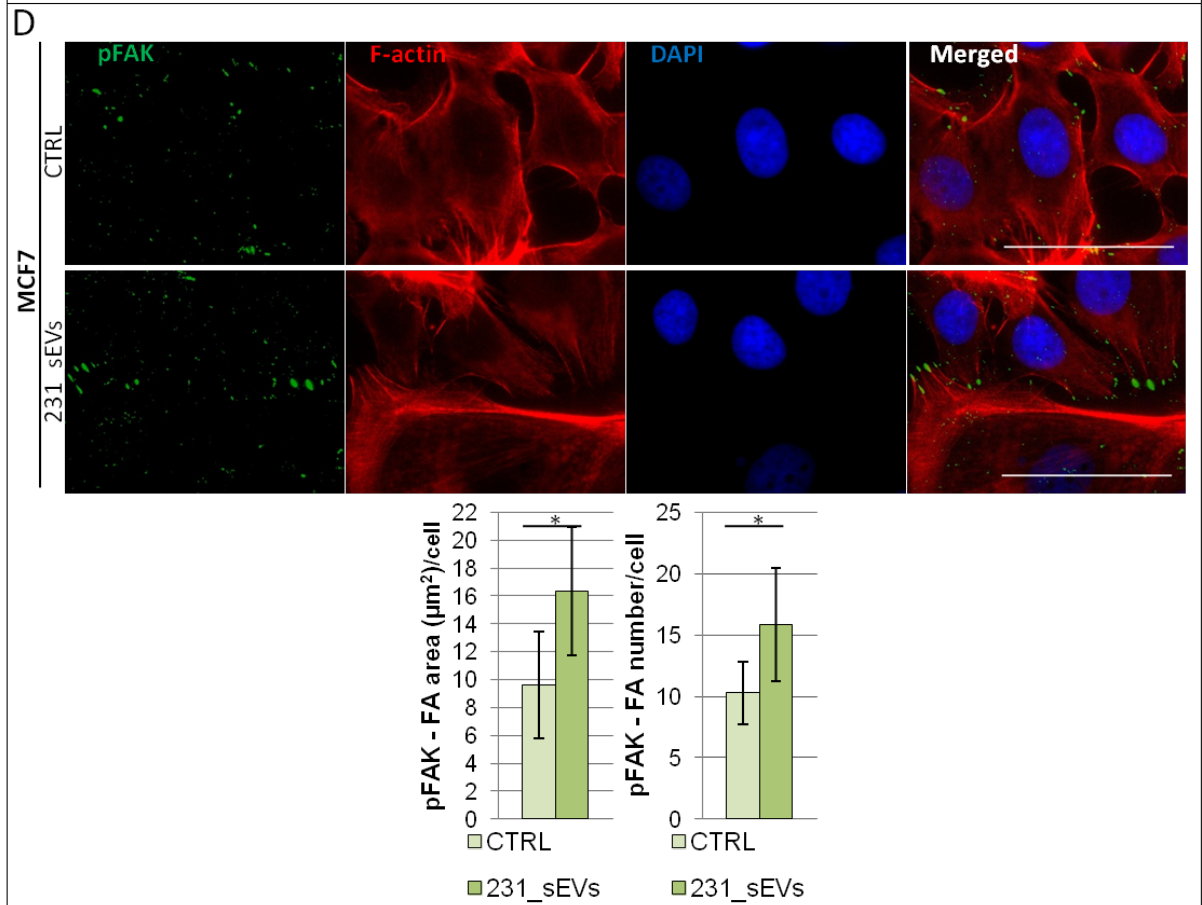 D
pFAK
F-actin
DAPI
Merged
MCF7
CTRL
231 sEVs
pFAK - FA area (µm²)/cell
22
20
18
16
14
12
10
8
6
4
2
0
*
CTRL
231_sEVs
pFAK - FA number/cell
25
20
15
10
5
0
*
CTRL
231_sEVs